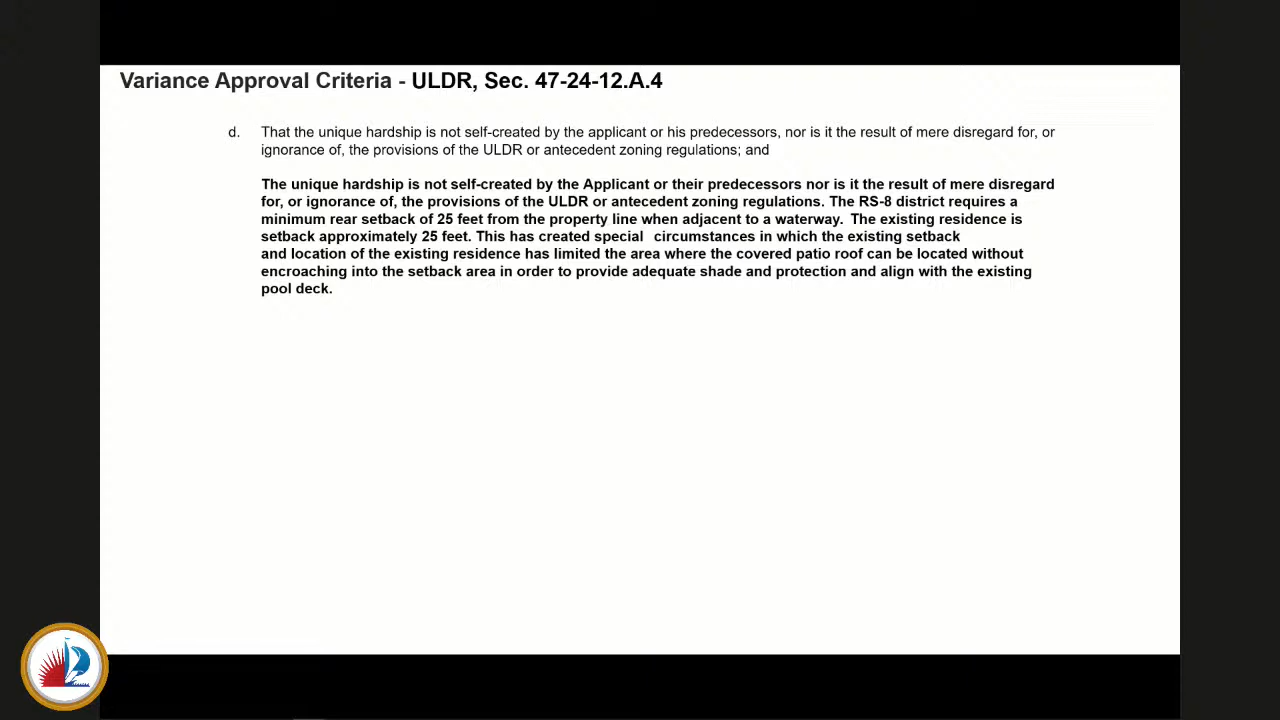 Variance Approval Criteria - ULDR, Sec. 47-24-12.A.4
d. That the unique hardship is not self-created by the applicant or his predecessors, nor is it the result of mere disregard for, or
ignorance of, the provisions of the ULDR or antecedent zoning regulations; and
The unique hardship is not self-created by the Applicant or their predecessors nor is it the result of mere disregard
for, or ignorance of, the provisions of the ULDR or antecedent zoning regulations. The RS-8 district requires a
minimum rear setback of 25 feet from the property line when adjacent to a waterway. The existing residence is
setback approximately 25 feet. This has created special circumstances in which the existing setback
and location of the existing residence has limited the area where the covered patio roof can be located without
encroaching into the setback area in order to provide adequate shade and protection and align with the existing
pool deck.